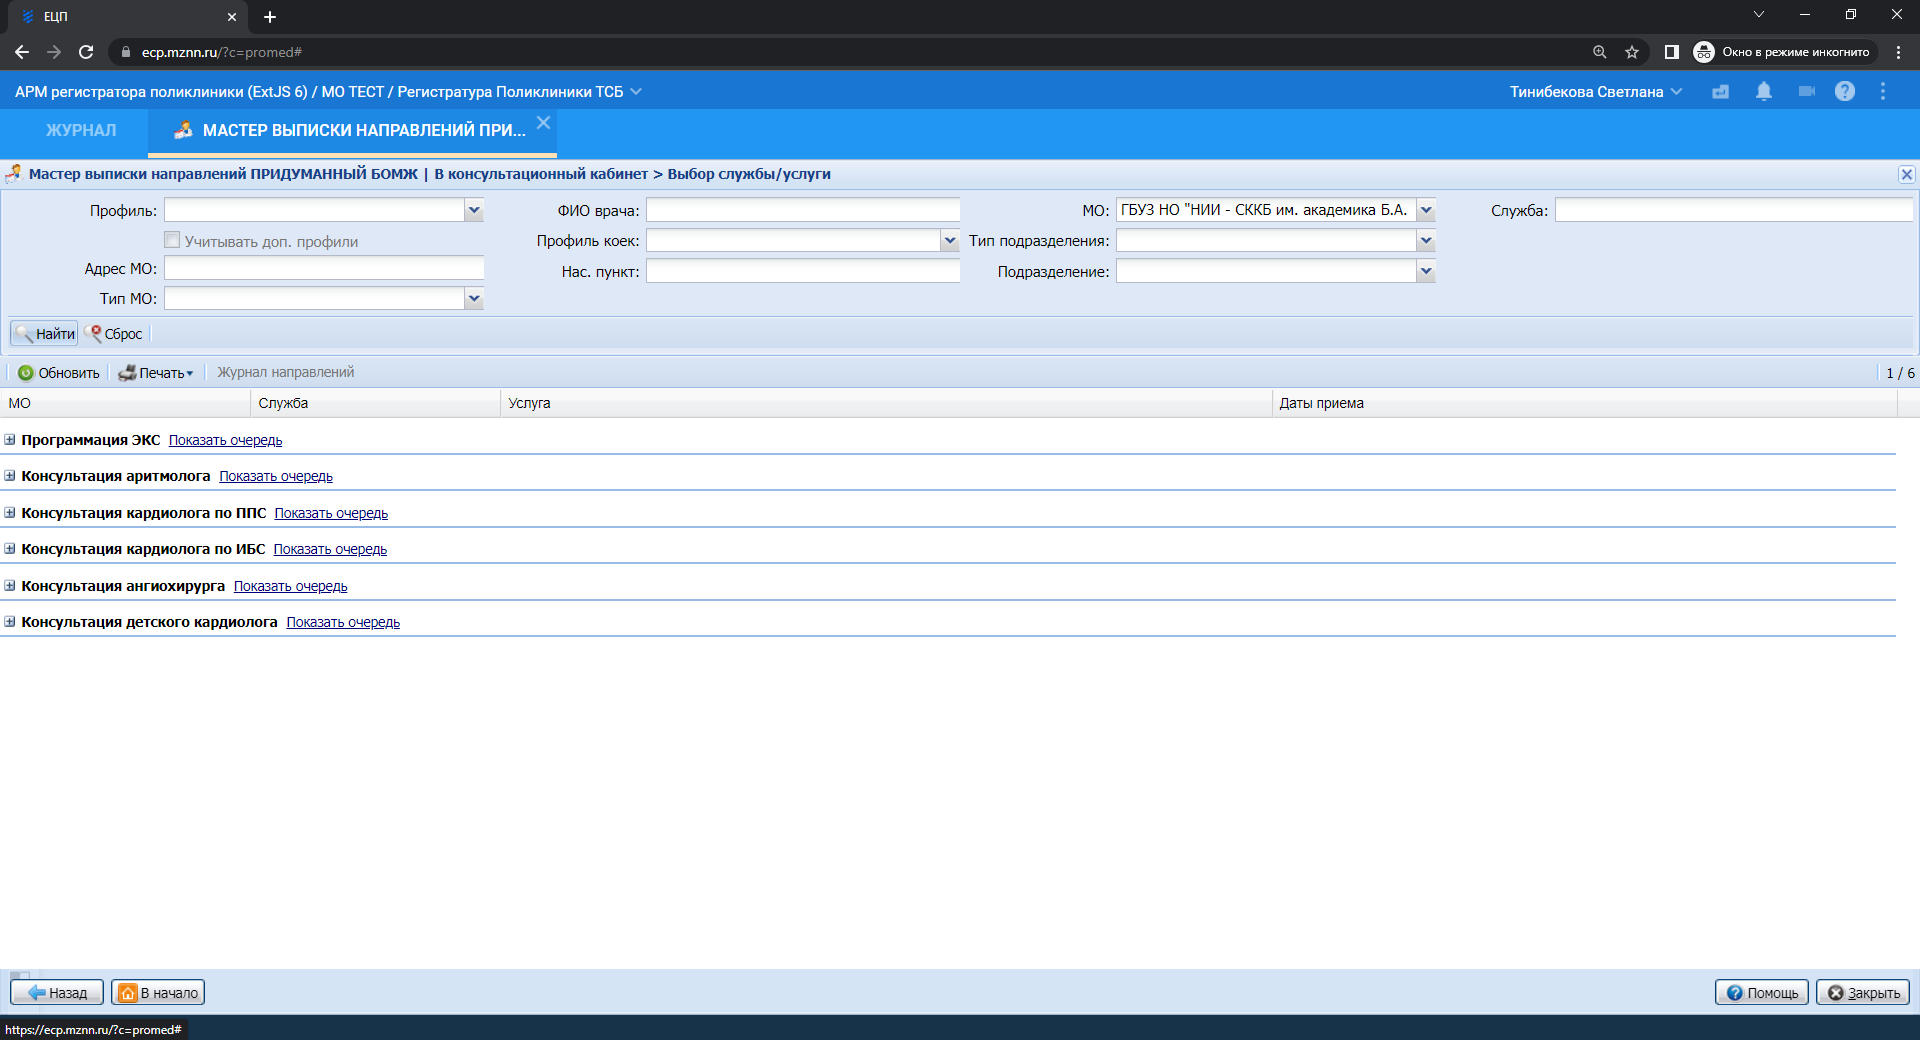 ЕЦП
ecp.mznn.ru/?c=promed#
Окно в режиме инкогнито
АРМ регистратора поликлиники (ExtJS 6) / МО ТЕСТ / Регистратура Поликлиники ТСБ
Тинибекова Светлана
ЖУРНАЛ
МАСТЕР ВЫПИСКИ НАПРАВЛЕНИЙ ПРИ...
Мастер выписки направлений ПРИДУМАННЫЙ БОМЖ | В консультационный кабинет > Выбор службы/услуги
Профиль:
ФИО врача:
МО: ГБУЗ НО "НИИ - СККБ им. академика Б.А.
Служба:
Учитывать доп. профили
Профиль коек:
Тип подразделения:
Адрес МО:
Нас. пункт:
Подразделение:
Тип МО:
Найти
Сброс
Обновить
Печать
Журнал направлений
1 / 6
МО
Служба
Услуга
Даты приема
Программация ЭКС Показать очередь
Консультация аритмолога Показать очередь
Консультация кардиолога по ППС Показать очередь
Консультация кардиолога по ИБС Показать очередь
Консультация ангиохирурга Показать очередь
Консультация детского кардиолога Показать очередь
Назад
В начало
Помощь
Закрыть
https://ecp.mznn.ru/?c=promed#